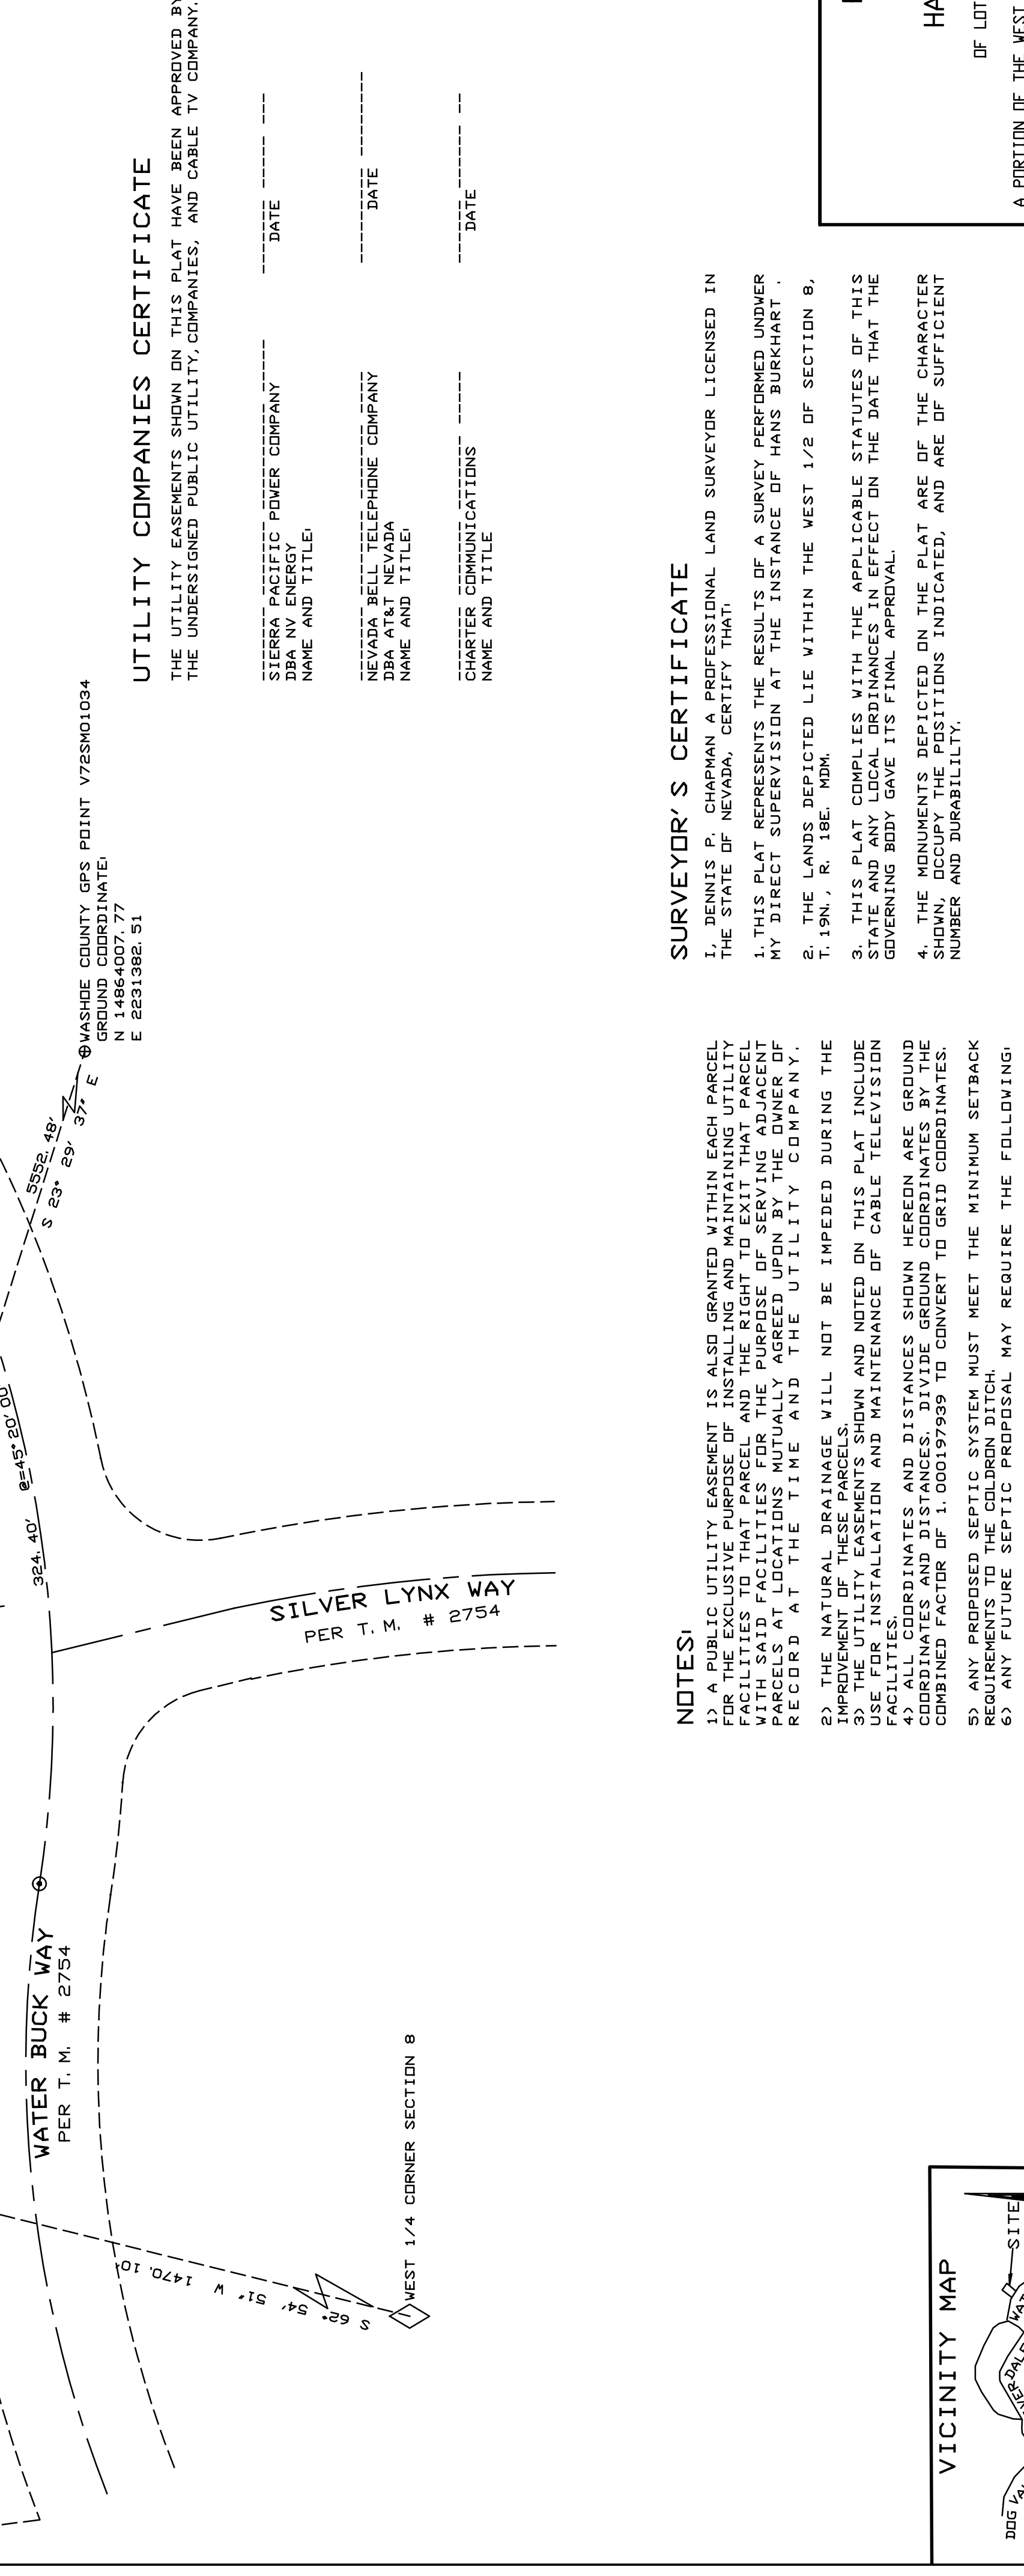 UTILITY COMPANIES CERTIFICATE
THE UTILITY EASEMENTS SHOWN ON THIS PLAT HAVE BEEN APPROVED BY
THE UNDERSIGNED PUBLIC UTILITY, COMPANIES, AND CABLE TV COMPANY.
DATE
SIERRA PACIFIC POWER COMPANY
DBA NV ENERGY
NAME AND TITLE:
DATE
NEVADA BELL TELEPHONE COMPANY
DBA AT&T NEVADA
NAME AND TITLE:
DATE
CHARTER COMMUNICATIONS
NAME AND TITLE
WASHOE COUNTY GPS POINT V72SM01034
GROUND COORDINATE:
N 14864007.77
E 2231382.51
5552.48'
S 23° 29' 37" E
324.40'
@=45° 20' 00
SILVER LYNX WAY
PER T.M. # 2754
WATER BUCK WAY
PER T.M. # 2754
S 62° 54' 51" W 1470.10'
WEST 1/4 CORNER SECTION 8
SURVEYOR'S CERTIFICATE
I, DENNIS P. CHAPMAN A PROFESSIONAL LAND SURVEYOR LICENSED IN
THE STATE OF NEVADA, CERTIFY THAT:
1. THIS PLAT REPRESENTS THE RESULTS OF A SURVEY PERFORMED UNDWER
MY DIRECT SUPERVISION AT THE INSTANCE OF HANS BURKHART .
2. THE LANDS DEPICTED LIE WITHIN THE WEST 1/2 OF SECTION 8,
T.19N., R. 18E. MDM.
3. THIS PLAT COMPLIES WITH THE APPLICABLE STATUTES OF THIS
STATE AND ANY LOCAL ORDINANCES IN EFFECT ON THE DATE THAT THE
GOVERNING BODY GAVE ITS FINAL APPROVAL.
4. THE MONUMENTS DEPICTED ON THE PLAT ARE OF THE CHARACTER
SHOWN, OCCUPY THE POSITIONS INDICATED, AND ARE OF SUFFICIENT
NUMBER AND DURABILILTY.
NOTES:
1) A PUBLIC UTILITY EASEMENT IS ALSO GRANTED WITHIN EACH PARCEL
FOR THE EXCLUSIVE PURPOSE OF INSTALLING AND MAINTAINING UTILITY
FACILITIES TO THAT PARCEL AND THE RIGHT TO EXIT THAT PARCEL
WITH SAID FACILITIES FOR THE PURPOSE OF SERVING ADJACENT
PARCELS AT LOCATIONS MUTUALLY AGREED UPON BY THE OWNER OF
RECORD AT THE TIME AND THE UTILITY COMPANY.
2) THE NATURAL DRAINAGE WILL NOT BE IMPEDED DURING THE
IMPROVEMENT OF THESE PARCELS.
3) THE UTILITY EASEMENTS SHOWN AND NOTED ON THIS PLAT INCLUDE
USE FOR INSTALLATION AND MAINTENANCE OF CABLE TELEVISION
FACILITIES.
4) ALL COORDINATES AND DISTANCES SHOWN HEREON ARE GROUND
COORDINATES AND DISTANCES. DIVIDE GROUND COORDINATES BY THE
COMBINED FACTOR OF 1.000197939 TO CONVERT TO GRID COORDINATES.
5) ANY PROPOSED SEPTIC SYSTEM MUST MEET THE MINIMUM SETBACK
REQUIREMENTS TO THE COLDRON DITCH.
6) ANY FUTURE SEPTIC PROPOSAL MAY REQUIRE THE FOLLOWING:
HA
OF LOT
A PORTION OF THE WEST
VICINITY MAP
SITE
WAT
VER DALE
DOG VA